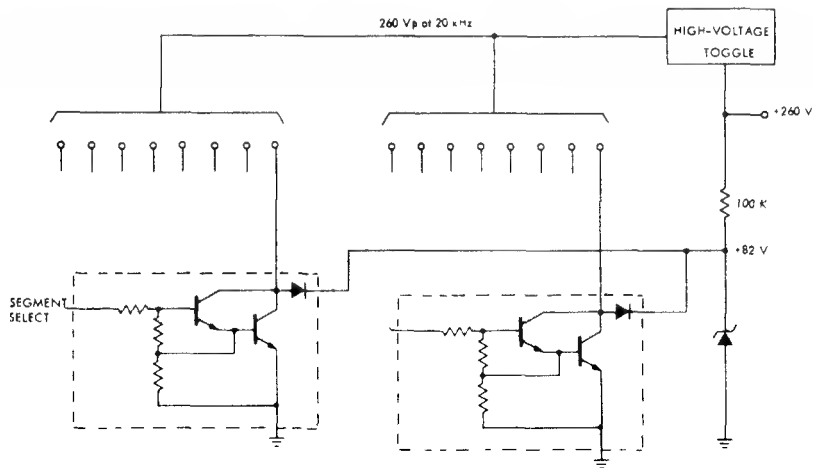 260 Vp at 20 kHz
HIGH-VOLTAGE
TOGGLE
+260 V
100 K
+82 V
SEGMENT
SELECT